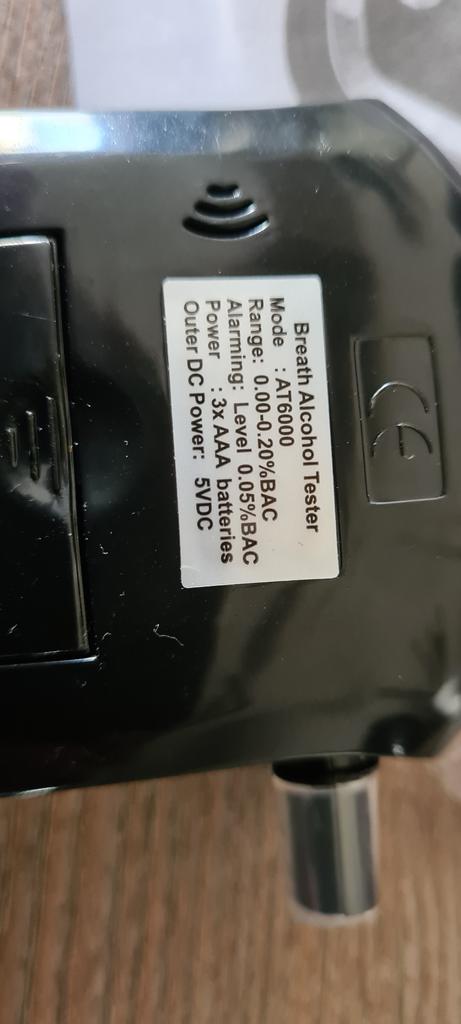 Breath Alcohol Tester
Mode : AT6000
Range: 0.00-0.20%BAC
Alarming: Level 0.05%BAC
Power : 3x AAA batteries
Outer DC Power: 5VDC
CE